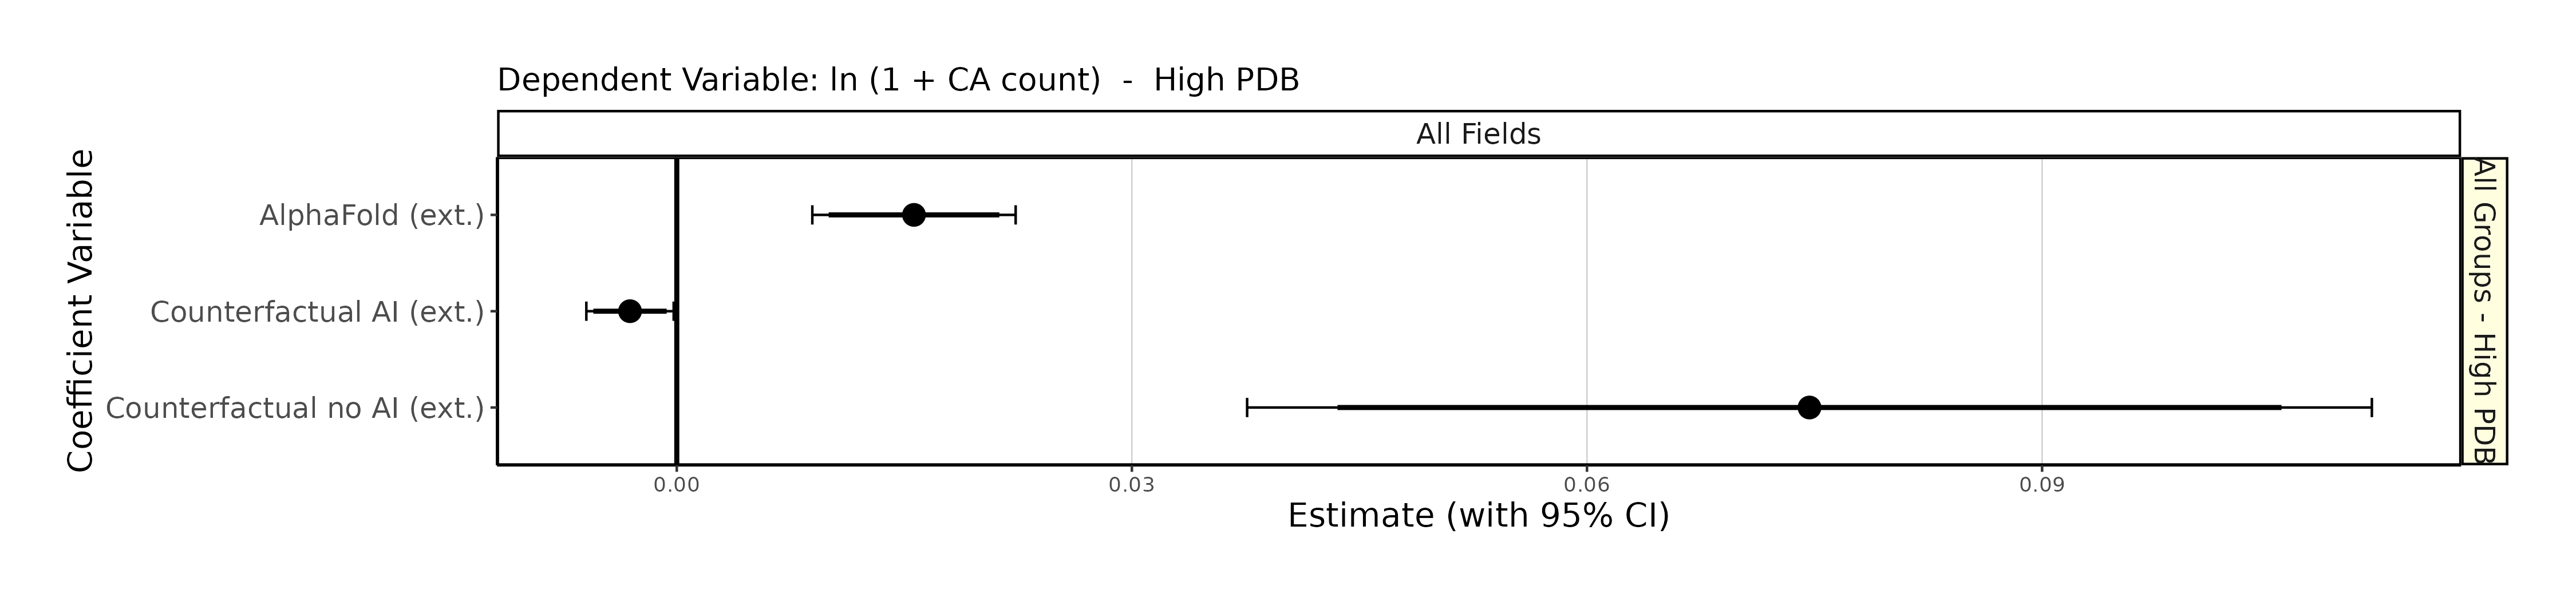 Dependent Variable: ln (1 + CA count)  -  High PDB
All Fields
Coefficient Variable
AlphaFold (ext.)
Counterfactual AI (ext.)
Counterfactual no AI (ext.)
All Groups - High PDB
0.00 0.03 0.06 0.09
Estimate (with 95% CI)